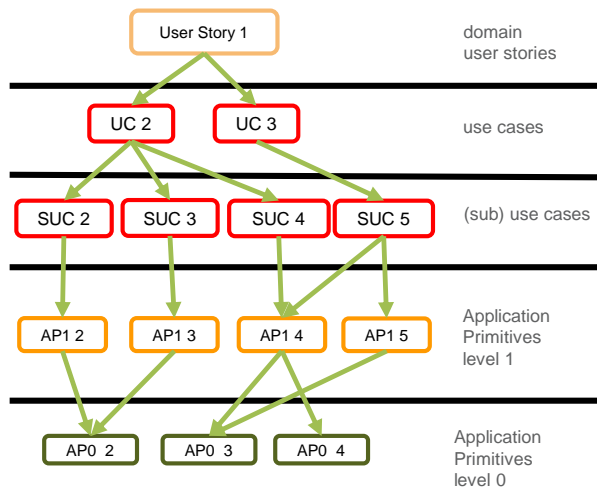 User Story 1
domain
user stories
UC 2
UC 3
use cases
SUC 2
SUC 3
SUC 4
SUC 5
(sub) use cases
AP1 2
AP1 3
AP1 4
AP1 5
Application
Primitives
level 1
AP0 2
AP0 3
AP0 4
Application
Primitives
level 0